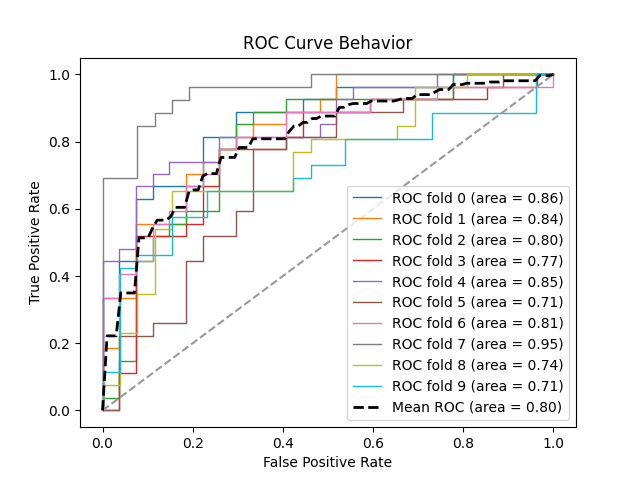 ROC Curve Behavior
True Positive Rate
1.0
0.8
0.6
0.4
0.2
0.0
ROC fold 0 (area = 0.86)
ROC fold 1 (area = 0.84)
ROC fold 2 (area = 0.80)
ROC fold 3 (area = 0.77)
ROC fold 4 (area = 0.85)
ROC fold 5 (area = 0.71)
ROC fold 6 (area = 0.81)
ROC fold 7 (area = 0.95)
ROC fold 8 (area = 0.74)
ROC fold 9 (area = 0.71)
Mean ROC (area = 0.80)
0.0 0.2 0.4 0.6 0.8 1.0
False Positive Rate